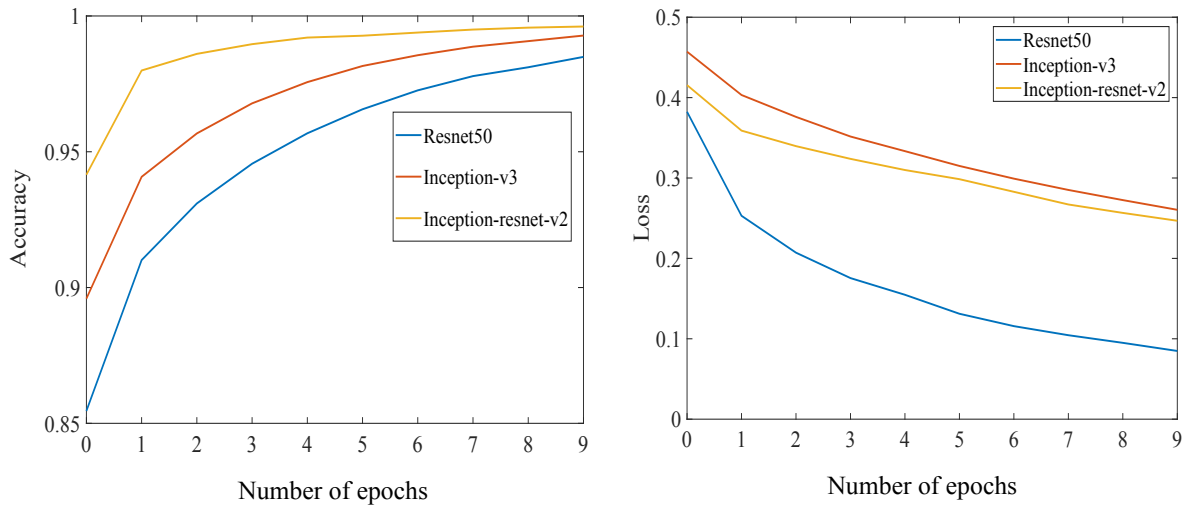 1
0.95
0.9
0.85
Accuracy
Resnet50
Inception-v3
Inception-resnet-v2
0 1 2 3 4 5 6 7 8 9
Number of epochs
0.5
0.4
0.3
0.2
0.1
0
Loss
Resnet50
Inception-v3
Inception-resnet-v2
0 1 2 3 4 5 6 7 8 9
Number of epochs